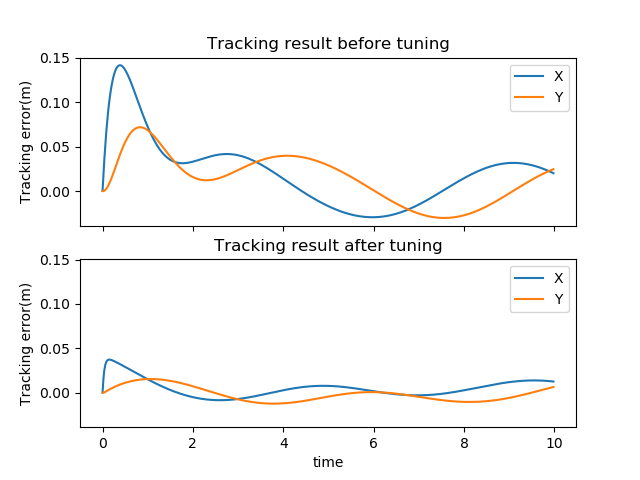 Tracking result before tuning
0.15
0.10
0.05
0.00
Tracking error(m)
X
Y
Tracking result after tuning
0.15
0.10
0.05
0.00
Tracking error(m)
X
Y
0 2 4 6 8 10
time